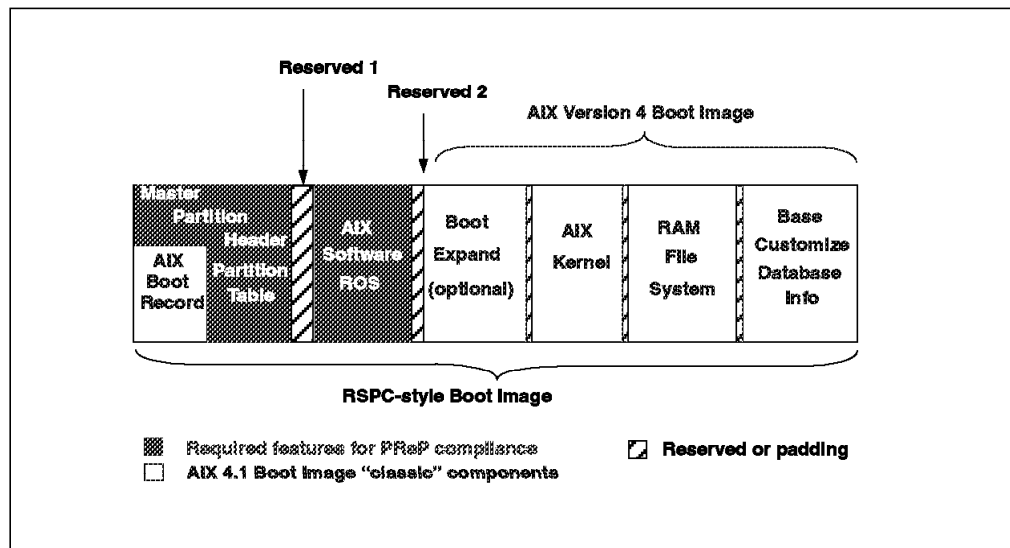 Reserved 1
Reserved 2
AIX Version 4 Boot Image
Master
Partition
Header
Partition
Table
AIX
Boot
Record
AIX
Software
ROS
Boot
Expand
(optional)
AIX
Kernel
RAM
File
System
Base
Customize
Database
Info
RSPC-style Boot Image
Required features for PReP compliance
Reserved or padding
AIX 4.1 Boot Image “classic” components